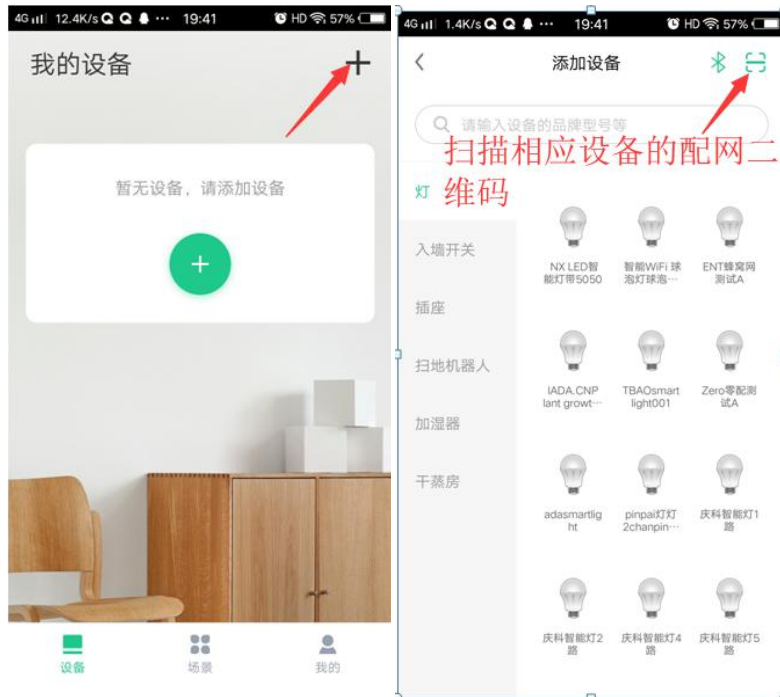 4G 12.4K/s 19:41 HD 57%
我的设备
暂无设备，请添加设备
设备
场景
我的
4G 1.4K/s 19:41 HD 57%
添加设备
请输入设备的品牌型号等
扫描相应设备的配网二
维码
灯
入墙开关
插座
扫地机器人
加湿器
干蒸房
NX LED智
能灯带5050
智能WiFi 球
泡灯球泡…
ENT蜂窝网
测试A
IADA.CNP
lant growt…
TBAOsmart
light001
Zero零配测
试A
adasmartlig
ht
pinpai灯灯
2chanpin…
庆科智能灯1
路
庆科智能灯2
路
庆科智能灯4
路
庆科智能灯5
路